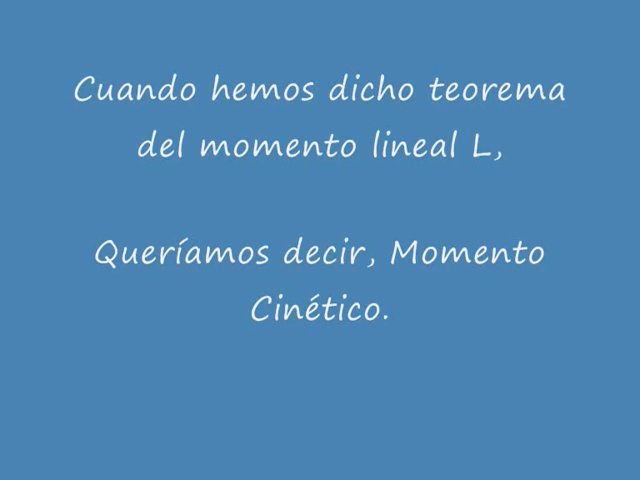 Cuando hemos dicho teorema
del momento lineal L,
Queríamos decir, Momento
Cinético.